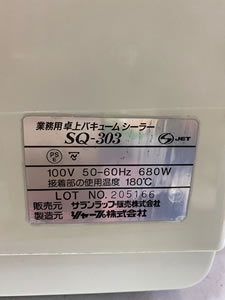 業務用卓上バキュームシーラー
SQ-303
JET
PS
E
100V 50-60Hz 680W
接着部の使用温度 180℃
LOT NO. 205166
販売元 サランラップ販売株式会社
製造元 シャープ株式会社